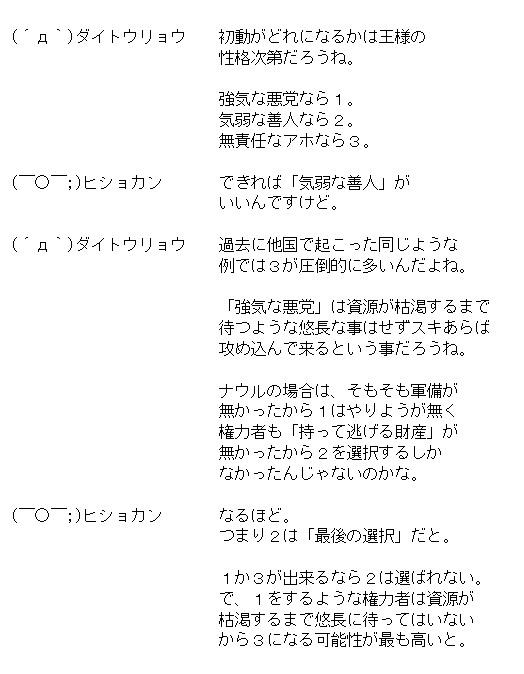 (´д｀)ダイトウリョウ　初動がどれになるかは王様の
性格次第だろうね。
強気な悪党なら１。
気弱な善人なら２。
無責任なアホなら３。
(￣○￣;)ヒショカン　できれば「気弱な善人」が
いいんですけど。
(´д｀)ダイトウリョウ　過去に他国で起こった同じような
例では３が圧倒的に多いんだよね。
「強気な悪党」は資源が枯渇するまで
待つような悠長な事はせずスキあらば
攻め込んで来るという事だろうね。
ナウルの場合は、そもそも軍備が
無かったから１はやりようが無く
権力者も「持って逃げる財産」が
無かったから２を選択するしか
なかったんじゃないのかな。
(￣○￣;)ヒショカン　なるほど。
つまり２は「最後の選択」だと。
１か３が出来るなら２は選ばれない。
で、１をするような権力者は資源が
枯渇するまで悠長に待ってはいない
から３になる可能性が最も高いと。